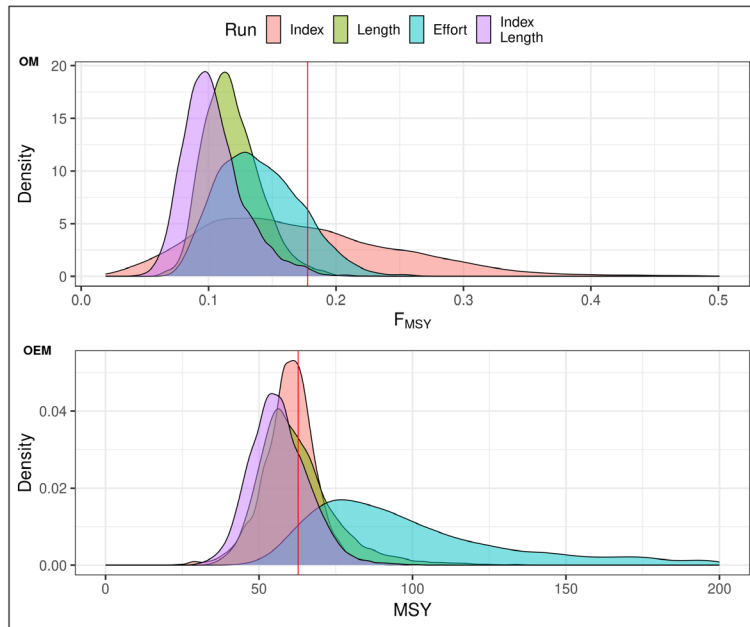 Run Index Length Effort Index
Length
OM
20
15
10
5
0
Density
0.0 0.1 0.2 0.3 0.4 0.5
FMSY
OEM
0.04
0.02
0.00
Density
0 50 100 150 200
MSY